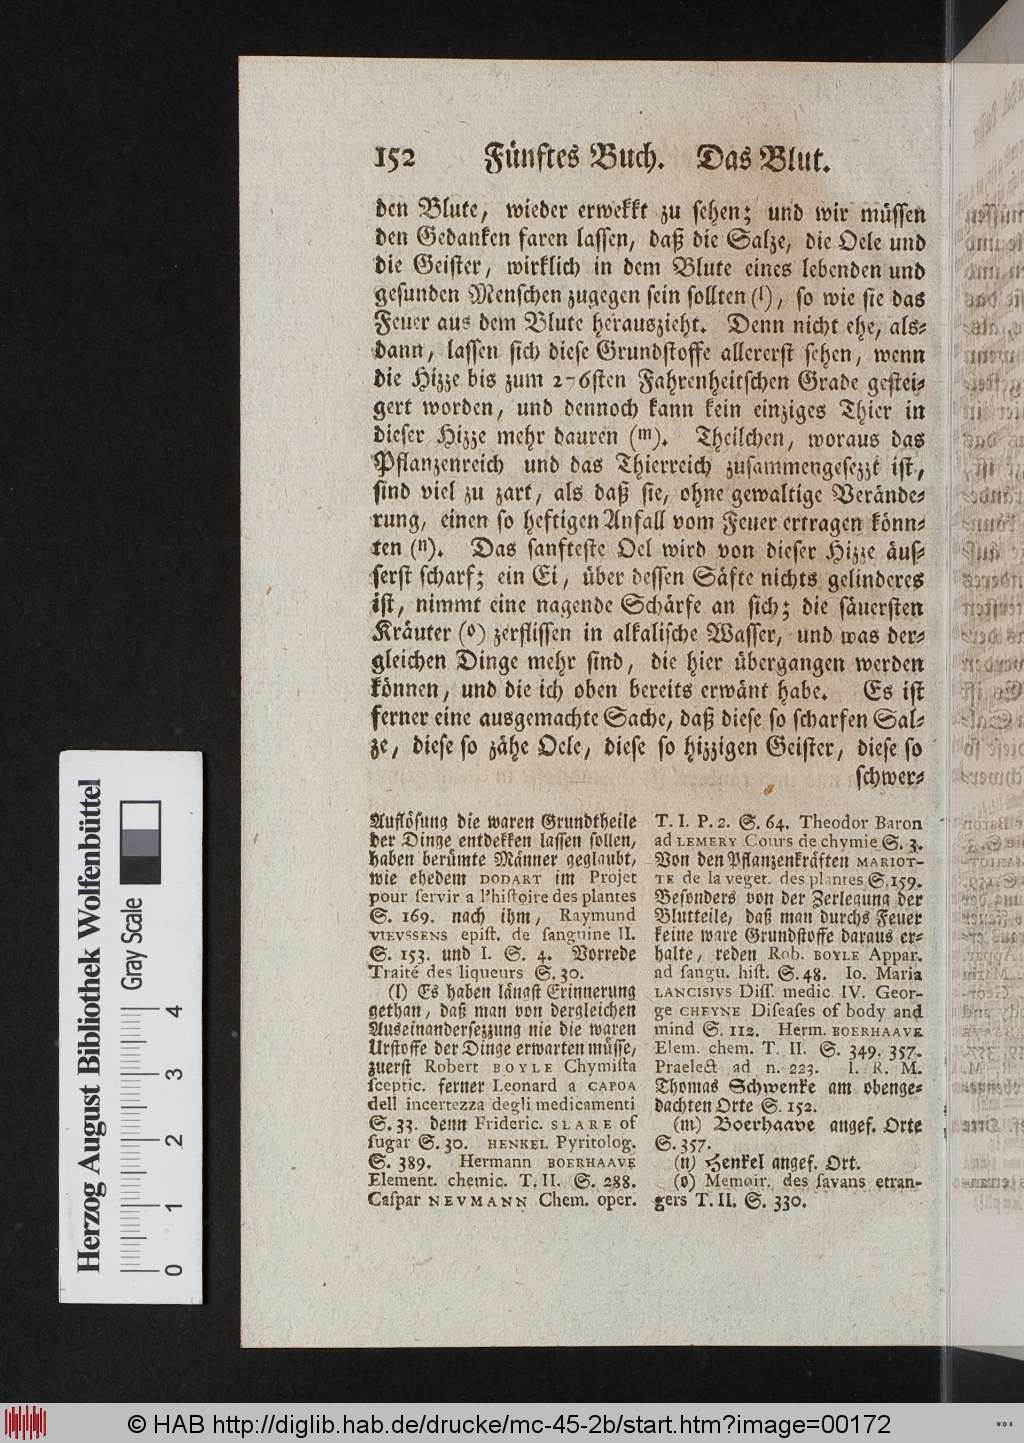 152 Fünftes Buch. Das Blut.
den Blute, wieder erwekkt zu sehen; und wir müssen
den Gedanken faren lassen, daß die Salze, die Oele und
die Geister, wirklich in dem Blute eines lebenden und
gesunden Menschen zugegen sein sollten (l), so wie sie das
Feuer aus dem Blute herauszieht. Denn nicht ehe, als-
dann, lassen sich diese Grundstoffe allererst sehen, wenn
die Hizze bis zum 276sten Fahrenheitschen Grade gestei-
gert worden, und dennoch kann kein einziges Thier in
dieser Hizze mehr dauren (m). Theilchen, woraus das
Pflanzenreich und das Thierreich zusammengesezzt ist,
sind viel zu zart, als daß sie, ohne gewaltige Verände-
rung, einen so heftigen Anfall vom Feuer ertragen könn-
ten (n). Das sanfteste Oel wird von dieser Hizze äus-
serst scharf; ein Ei, über dessen Säfte nichts gelinderes
ist, nimmt eine nagende Schärfe an sich; die säuersten
Kräuter (o) zerflissen in alkalische Wasser, und was der-
gleichen Dinge mehr sind, die hier übergangen werden
können, und die ich oben bereits erwänt habe. Es ist
ferner eine ausgemachte Sache, daß diese so scharfen Sal-
ze, diese so zähe Oele, diese so hizzigen Geister, diese so
schwer-
Auflösung die waren Grundtheile
der Dinge entdekken lassen sollen,
haben berümte Männer geglaubt,
wie ehedem DODART im Projet
pour servir a l'histoire des plantes
S. 169. nach ihm, Raymund
VIEVSSENS epist. de sanguine II.
S. 153. und I. S. 4. Vorrede
Traité des liqueurs S. 30.
(l) Es haben längst Erinnerung
gethan, daß man von dergleichen
Auseinandersezzung nie die waren
Urstoffe der Dinge erwarten müsse,
zuerst Robert BOYLE Chymista
sceptic. ferner Leonard a CAPOA
dell incertezza degli medicamenti
S. 33. denn Frideric. SLARE of
sugar S. 30. HENKEL Pyritolog.
S. 389. Hermann BOERHAAVE
Element. chemic. T. II. S. 288.
Caspar NEVMANN Chem. oper.
T. I. P. 2. S. 64. Theodor Baron
ad LEMERY Cours de chymie S. 3.
Von den Pflanzenkräften MARIOT-
TE de la veget. des plantes S. 159.
Besonders von der Zerlegung der
Blutteile, daß man durchs Feuer
keine ware Grundstoffe daraus er-
halte, reden Rob. BOYLE Appar.
ad sangu. hist. S. 48. Io. Maria
LANCISIVS Diss. medic IV. Geor-
ge CHEYNE Diseases of body and
mind S. 112. Herm. BOERHAAVE
Elem. chem. T. II. S. 349. 357.
Praelect ad n. 223. I. R. M.
Thomas Schwenke am obenge-
dachten Orte S. 152.
(m) Boerhaave angef. Orte
S. 357.
(n) Henkel angef. Ort.
(o) Memoir. des savans etran-
gers T. II. S. 330.
Herzog August Bibliothek Wolfenbüttel
Gray Scale
0 1 2 3 4
© HAB http://diglib.hab.de/drucke/mc-45-2b/start.htm?image=00172